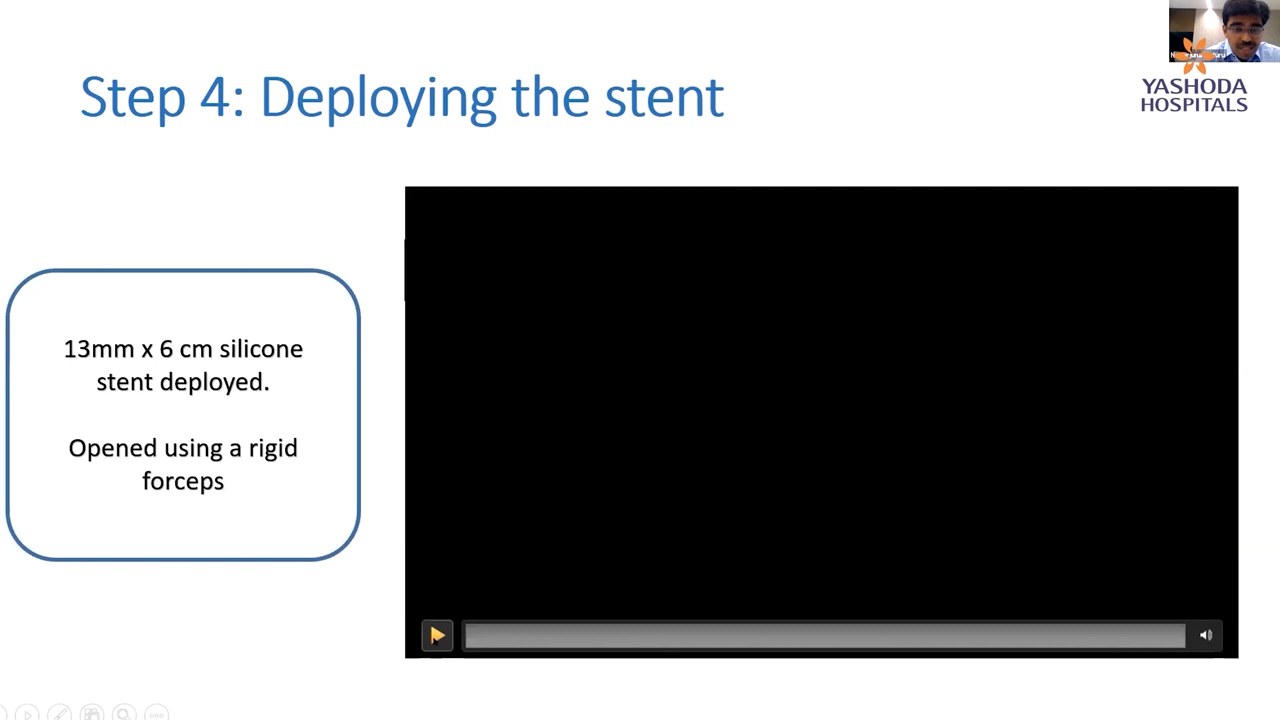 Step 4: Deploying the stent
YASHODA
HOSPITALS
13mm x 6 cm silicone
stent deployed.
Opened using a rigid
forceps